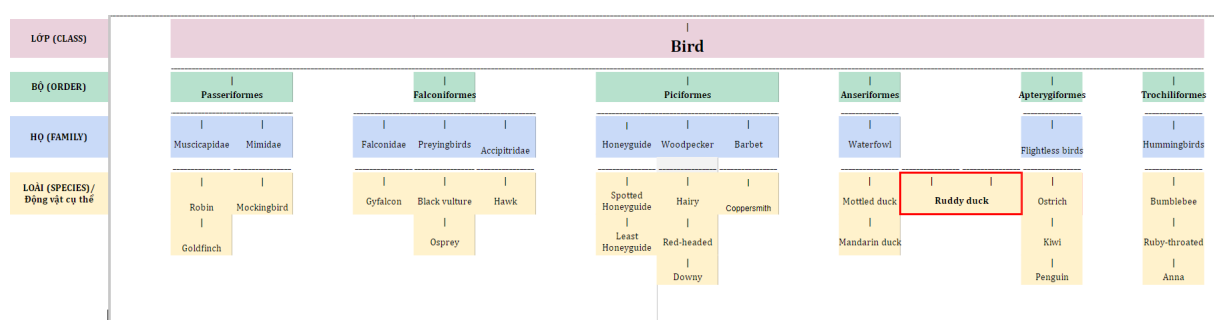 LỚP (CLASS)
Bird
BỘ (ORDER)
Passeriformes Falconiformes Piciformes Anseriformes Apterygiformes Trochiliformes
HỌ (FAMILY)
Muscicapidae Mimidae Falconidae Preyingbirds Accipitridae Honeyguide Woodpecker Barbet Waterfowl Flightless birds Hummingbirds
LOÀI (SPECIES)/
Động vật cụ thể
Robin Mockingbird Gyfalcon Black vulture Hawk Spotted Honeyguide Hairy Coppersmith Mottled duck Ruddy duck Ostrich Bumblebee
Goldfinch Osprey Least Honeyguide Red-headed Mandarin duck Kiwi Ruby-throated
Downy Penguin Anna